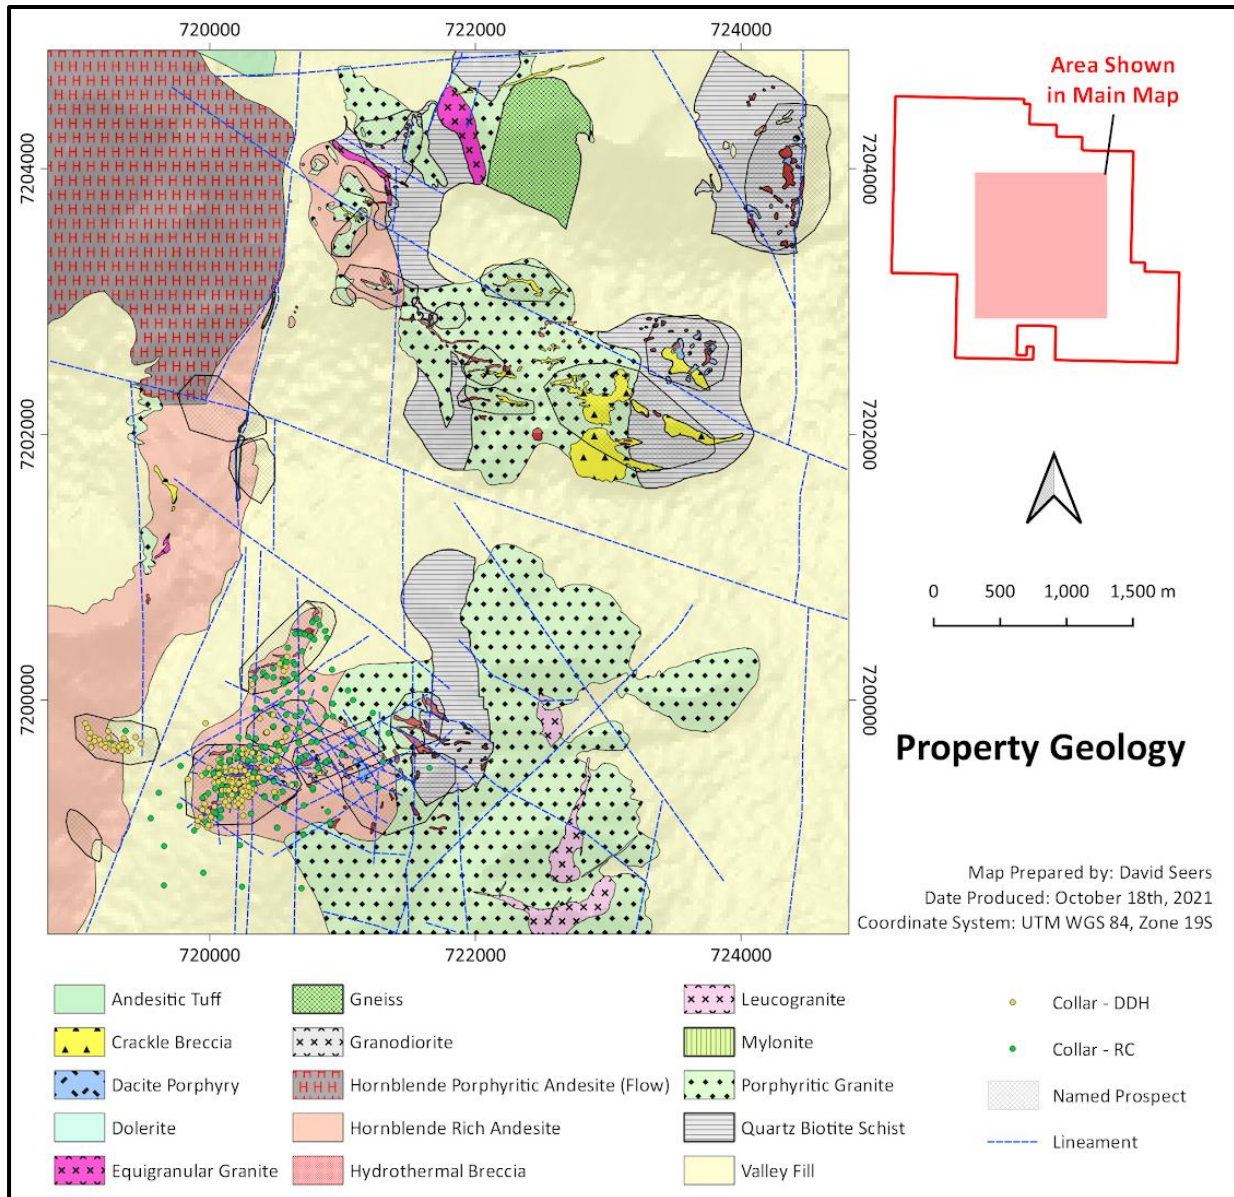 720000 722000 724000
Area Shown
in Main Map
7204000
7204000
7202000
7202000
7200000
7200000
0 500 1,000 1,500 m
Property Geology
Map Prepared by: David Seers
Date Produced: October 18th, 2021
Coordinate System: UTM WGS 84, Zone 19S
720000 722000 724000
Andesitic Tuff
Crackle Breccia
Dacite Porphyry
Dolerite
Equigranular Granite
Gneiss
Granodiorite
Hornblende Porphyritic Andesite (Flow)
Hornblende Rich Andesite
Hydrothermal Breccia
Leucogranite
Mylonite
Porphyritic Granite
Quartz Biotite Schist
Valley Fill
Collar - DDH
Collar - RC
Named Prospect
Lineament